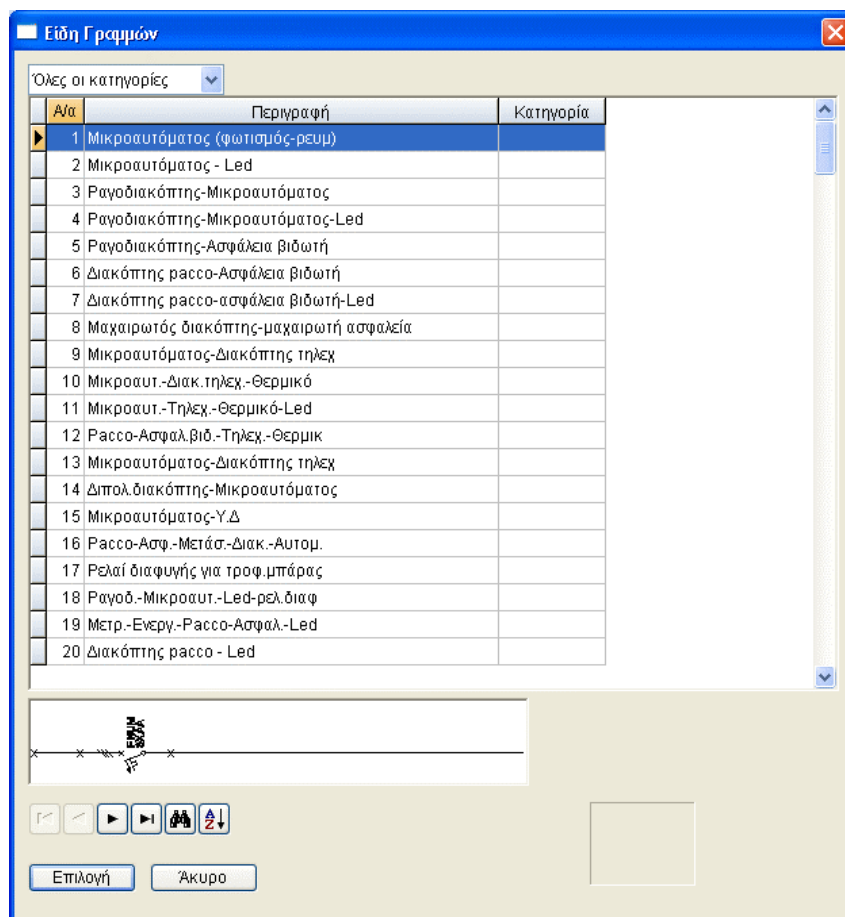 Είδη Γραμμών
Όλες οι κατηγορίες
Α/α Περιγραφή Κατηγορία
1 Μικροαυτόματος (φωτισμός-ρευμ)
2 Μικροαυτόματος - Led
3 Ραγοδιακόπτης-Μικροαυτόματος
4 Ραγοδιακόπτης-Μικροαυτόματος-Led
5 Ραγοδιακόπτης-Ασφάλεια βιδωτή
6 Διακόπτης pacco-Ασφάλεια βιδωτή
7 Διακόπτης pacco-ασφάλεια βιδωτή-Led
8 Μαχαιρωτός διακόπτης-μαχαιρωτή ασφαλεία
9 Μικροαυτόματος-Διακόπτης τηλεχ
10 Μικροαυτ.-Διακ.τηλεχ.-Θερμικό
11 Μικροαυτ.-Τηλεχ.-Θερμικό-Led
12 Pacco-Ασφαλ.βιδ.-Τηλεχ.-Θερμικ
13 Μικροαυτόματος-Διακόπτης τηλεχ
14 Διπολ.διακόπτης-Μικροαυτόματος
15 Μικροαυτόματος-Υ.Δ
16 Pacco-Ασφ.-Μετάσ.-Διακ.-Αυτομ.
17 Ρελαί διαφυγής για τροφ.μπάρας
18 Ραγοδ.-Μικροαυτ.-Led-ρελ.διαφ
19 Μετρ.-Ενεργ.-Pacco-Ασφαλ.-Led
20 Διακόπτης pacco - Led
Επιλογή Άκυρο